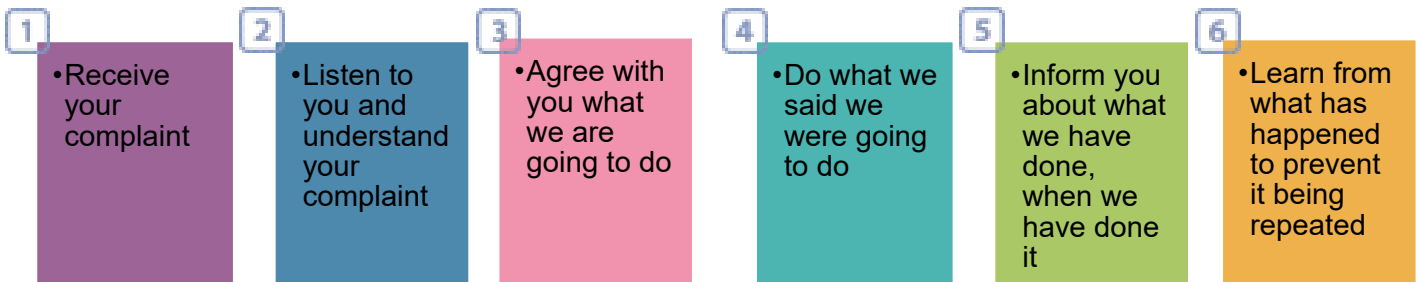 1
•Receive
your
complaint
2
•Listen to
you and
understand
your
complaint
3
•Agree with
you what
we are
going to do
4
•Do what we
said we
were going
to do
5
•Inform you
about what
we have
done,
when we
have done
it
6
•Learn from
what has
happened
to prevent
it being
repeated